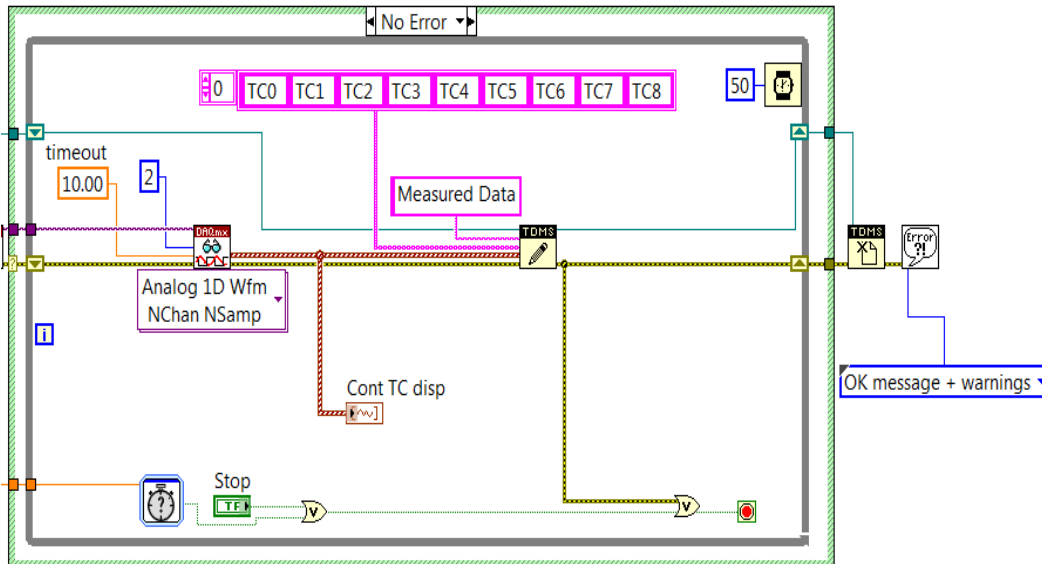 No Error
0
TC0 TC1 TC2 TC3 TC4 TC5 TC6 TC7 TC8
50
timeout
10.00
2
Measured Data
DAQmx
TDMS
TDMS
Error
?!
?
Analog 1D Wfm
NChan NSamp
i
OK message + warnings
Cont TC disp
?
Stop
TF
V
V